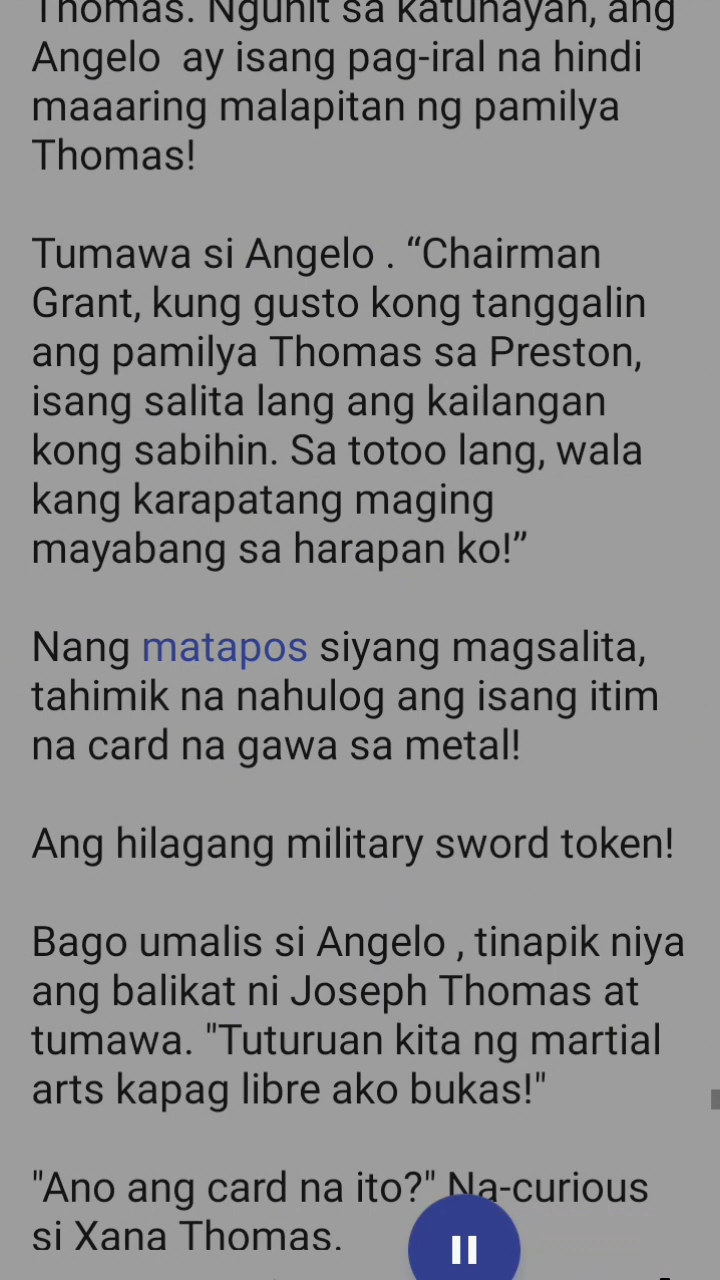 Thomas. Ngunit sa katunayan, ang
Angelo  ay isang pag-iral na hindi
maaaring malapitan ng pamilya
Thomas!
Tumawa si Angelo . “Chairman
Grant, kung gusto kong tanggalin
ang pamilya Thomas sa Preston,
isang salita lang ang kailangan
kong sabihin. Sa totoo lang, wala
kang karapatang maging
mayabang sa harapan ko!”
Nang matapos siyang magsalita,
tahimik na nahulog ang isang itim
na card na gawa sa metal!
Ang hilagang military sword token!
Bago umalis si Angelo , tinapik niya
ang balikat ni Joseph Thomas at
tumawa. "Tuturuan kita ng martial
arts kapag libre ako bukas!"
"Ano ang card na ito?" Na-curious
si Xana Thomas.